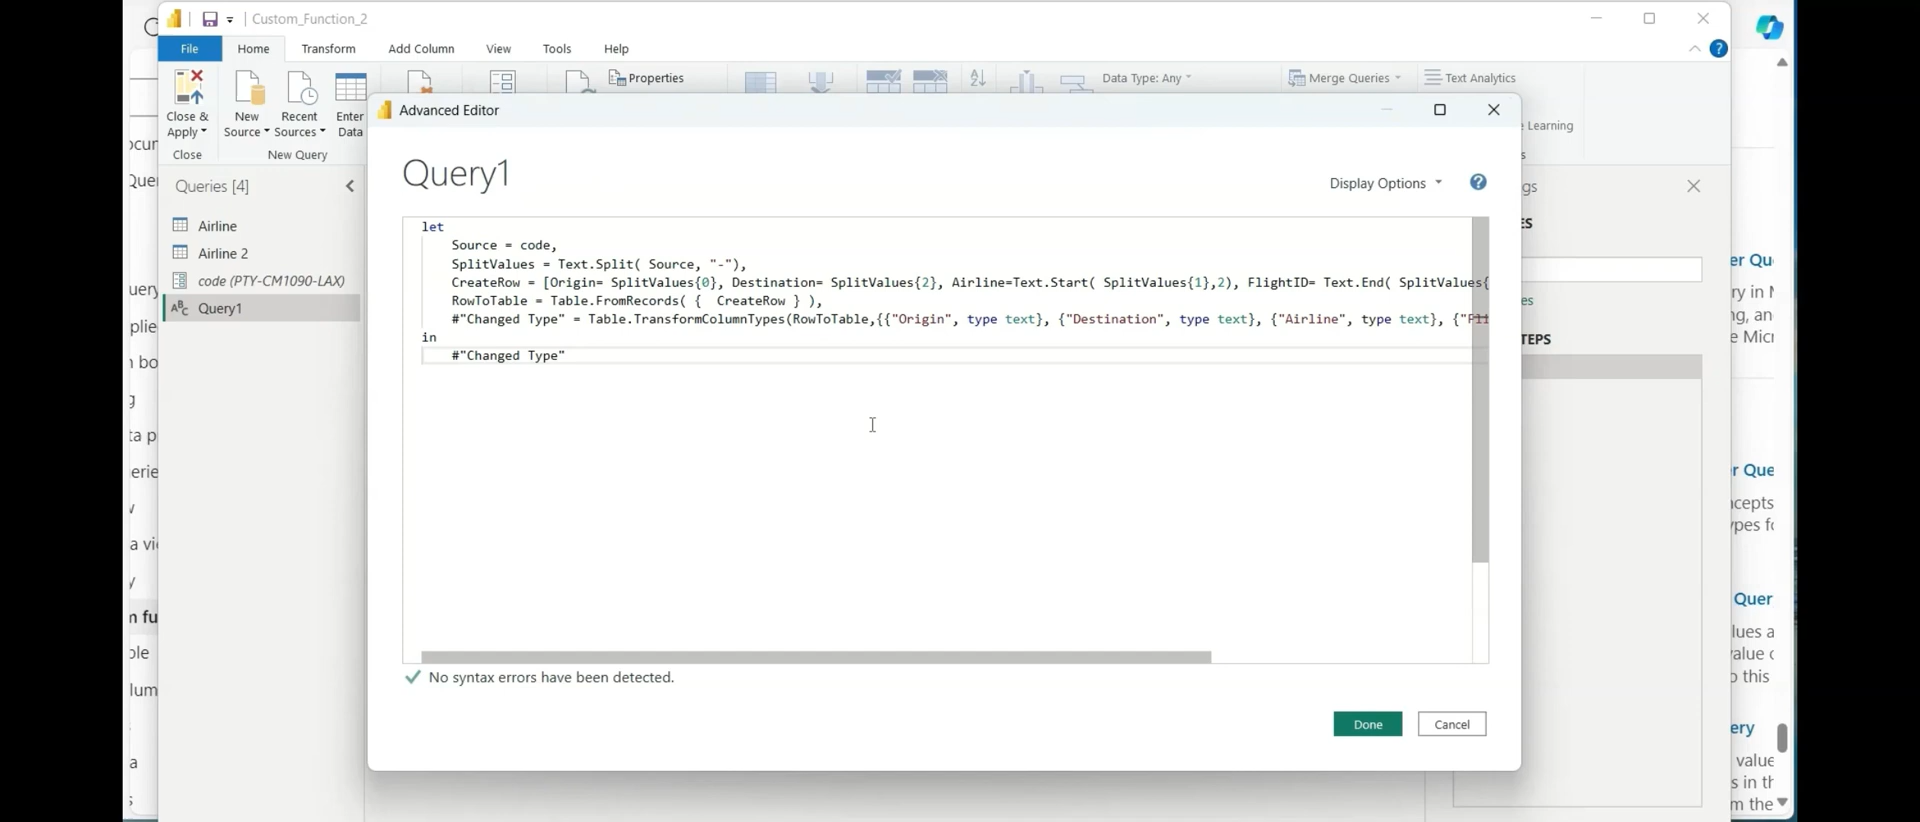 Custom_Function_2
File Home Transform Add Column View Tools Help
Properties
Data Type: Any
Merge Queries
Text Analytics
Close & Apply
New Source
Recent Sources
Enter Data
Learning
Close
New Query
Advanced Editor
Queries [4]
Airline
Airline 2
code (PTY-CM1090-LAX)
Query1
Query1
Display Options
let
Source = code,
SplitValues = Text.Split( Source, "-"),
CreateRow = [Origin= SplitValues{0}, Destination= SplitValues{2}, Airline=Text.Start( SplitValues{1},2), FlightID= Text.End( SplitValues{
RowToTable = Table.FromRecords( { CreateRow } ),
#"Changed Type" = Table.TransformColumnTypes(RowToTable,{{"Origin", type text}, {"Destination", type text}, {"Airline", type text}, {"Fli
in
#"Changed Type"
No syntax errors have been detected.
Done
Cancel